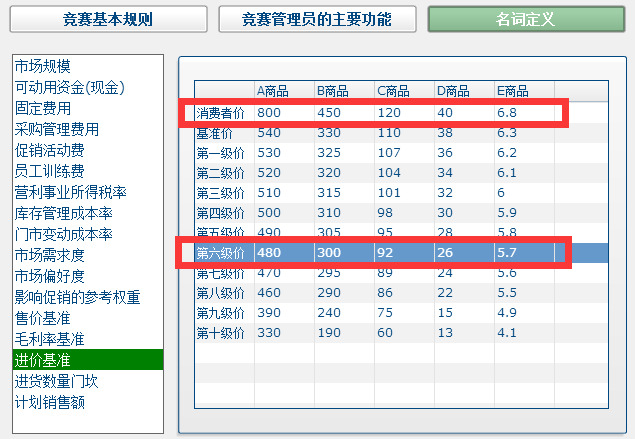 竞赛基本规则 竞赛管理员的主要功能 名词定义
市场规模
可动用资金(现金)
固定费用
采购管理费用
促销活动费
员工训练费
营利事业所得税率
库存管理成本率
门市变动成本率
市场需求度
市场偏好度
影响促销的参考权重
售价基准
毛利率基准
进价基准
进货数量门坎
计划销售额
A商品 B商品 C商品 D商品 E商品
消费者价 800 450 120 40 6.8
基准价 540 330 110 38 6.3
第一级价 530 325 107 36 6.2
第二级价 520 320 104 34 6.1
第三级价 510 315 101 32 6
第四级价 500 310 98 30 5.9
第五级价 490 305 95 28 5.8
第六级价 480 300 92 26 5.7
第七级价 470 295 89 24 5.6
第八级价 460 290 86 22 5.5
第九级价 390 240 75 15 4.9
第十级价 330 190 60 13 4.1